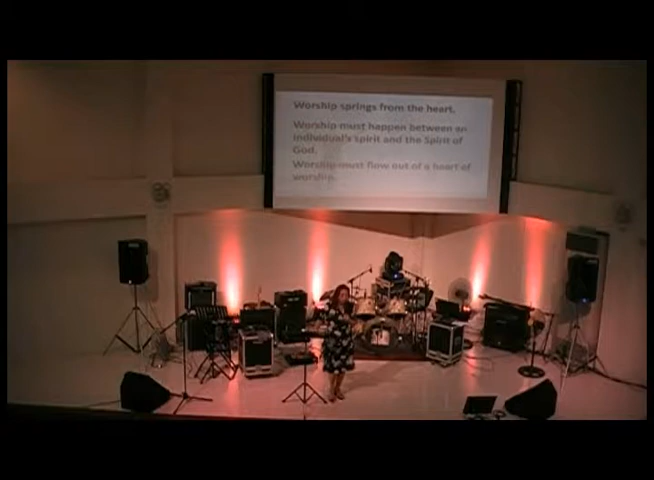 Worship springs from the heart.
Worship must happen between an
individual's spirit and the Spirit of
God.
Worship must flow out of a heart of
worship.